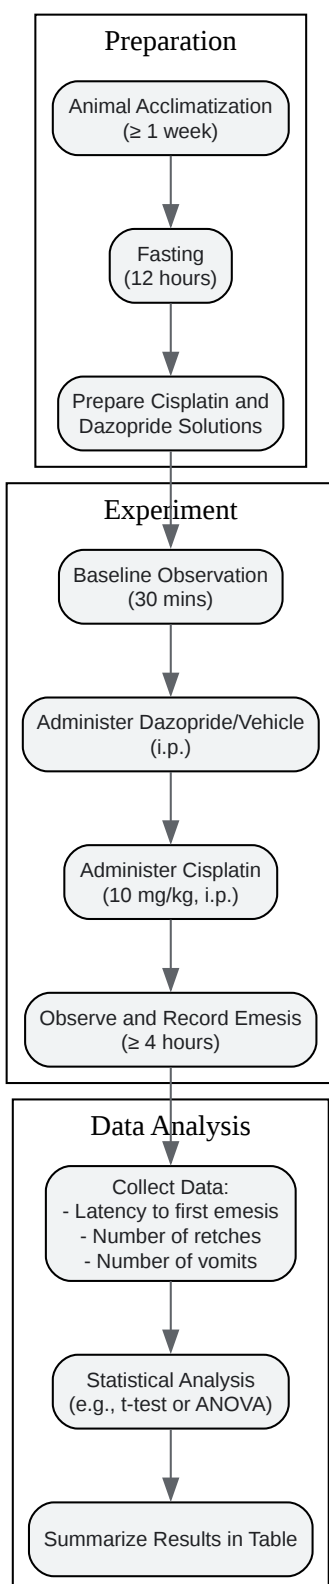 Preparation
Animal Acclimatization
(≥ 1 week)
Fasting
(12 hours)
Prepare Cisplatin and
Dazopride Solutions
Experiment
Baseline Observation
(30 mins)
Administer Dazopride/Vehicle
(i.p.)
Administer Cisplatin
(10 mg/kg, i.p.)
Observe and Record Emesis
(≥ 4 hours)
Data Analysis
Collect Data:
- Latency to first emesis
- Number of retches
- Number of vomits
Statistical Analysis
(e.g., t-test or ANOVA)
Summarize Results in Table